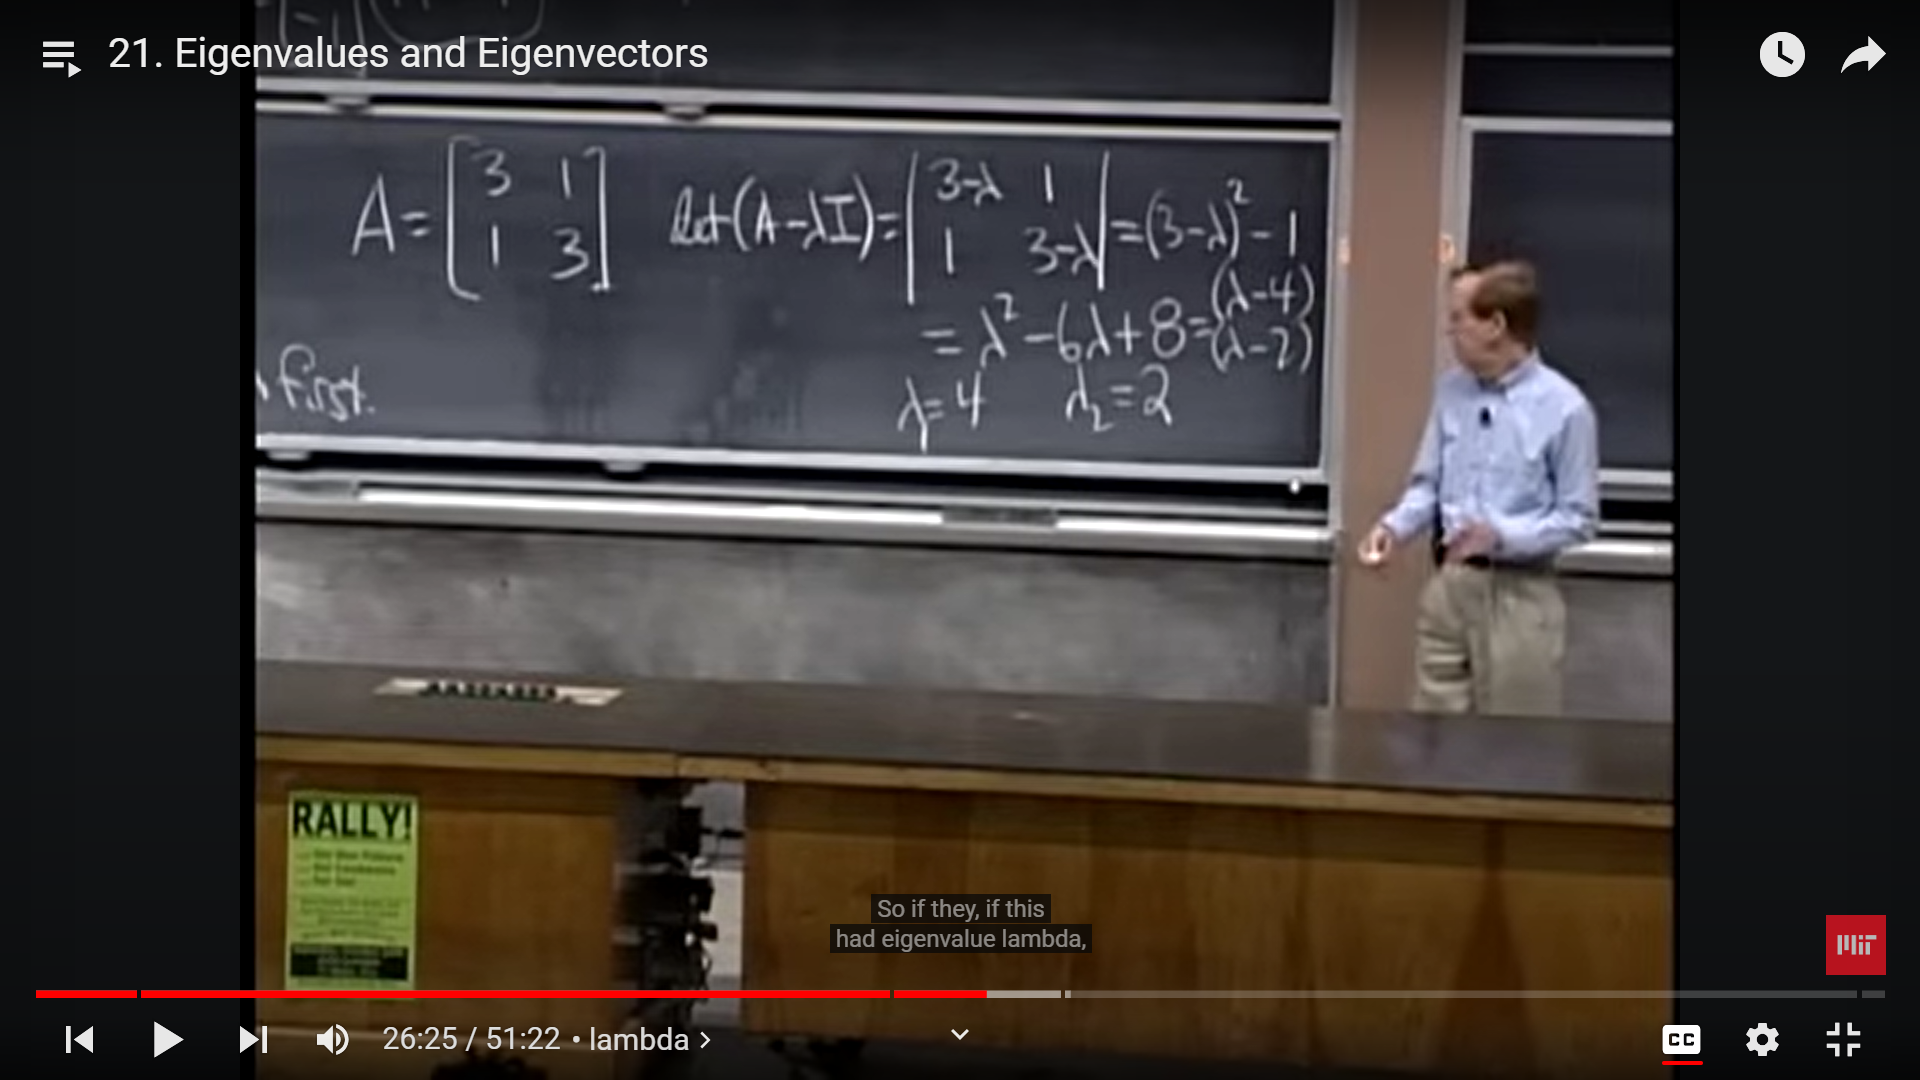 21. Eigenvalues and Eigenvectors
A = [3 1
1 3]
det(A-λI) = |3-λ 1
1 3-λ| = (3-λ)² - 1
= λ² - 6λ + 8 = (λ-4)
(λ-2)
λ₁ = 4 λ₂ = 2
first.
RALLY!
So if they, if this
had eigenvalue lambda,
MIT
26:25 / 51:22 • lambda >
CC